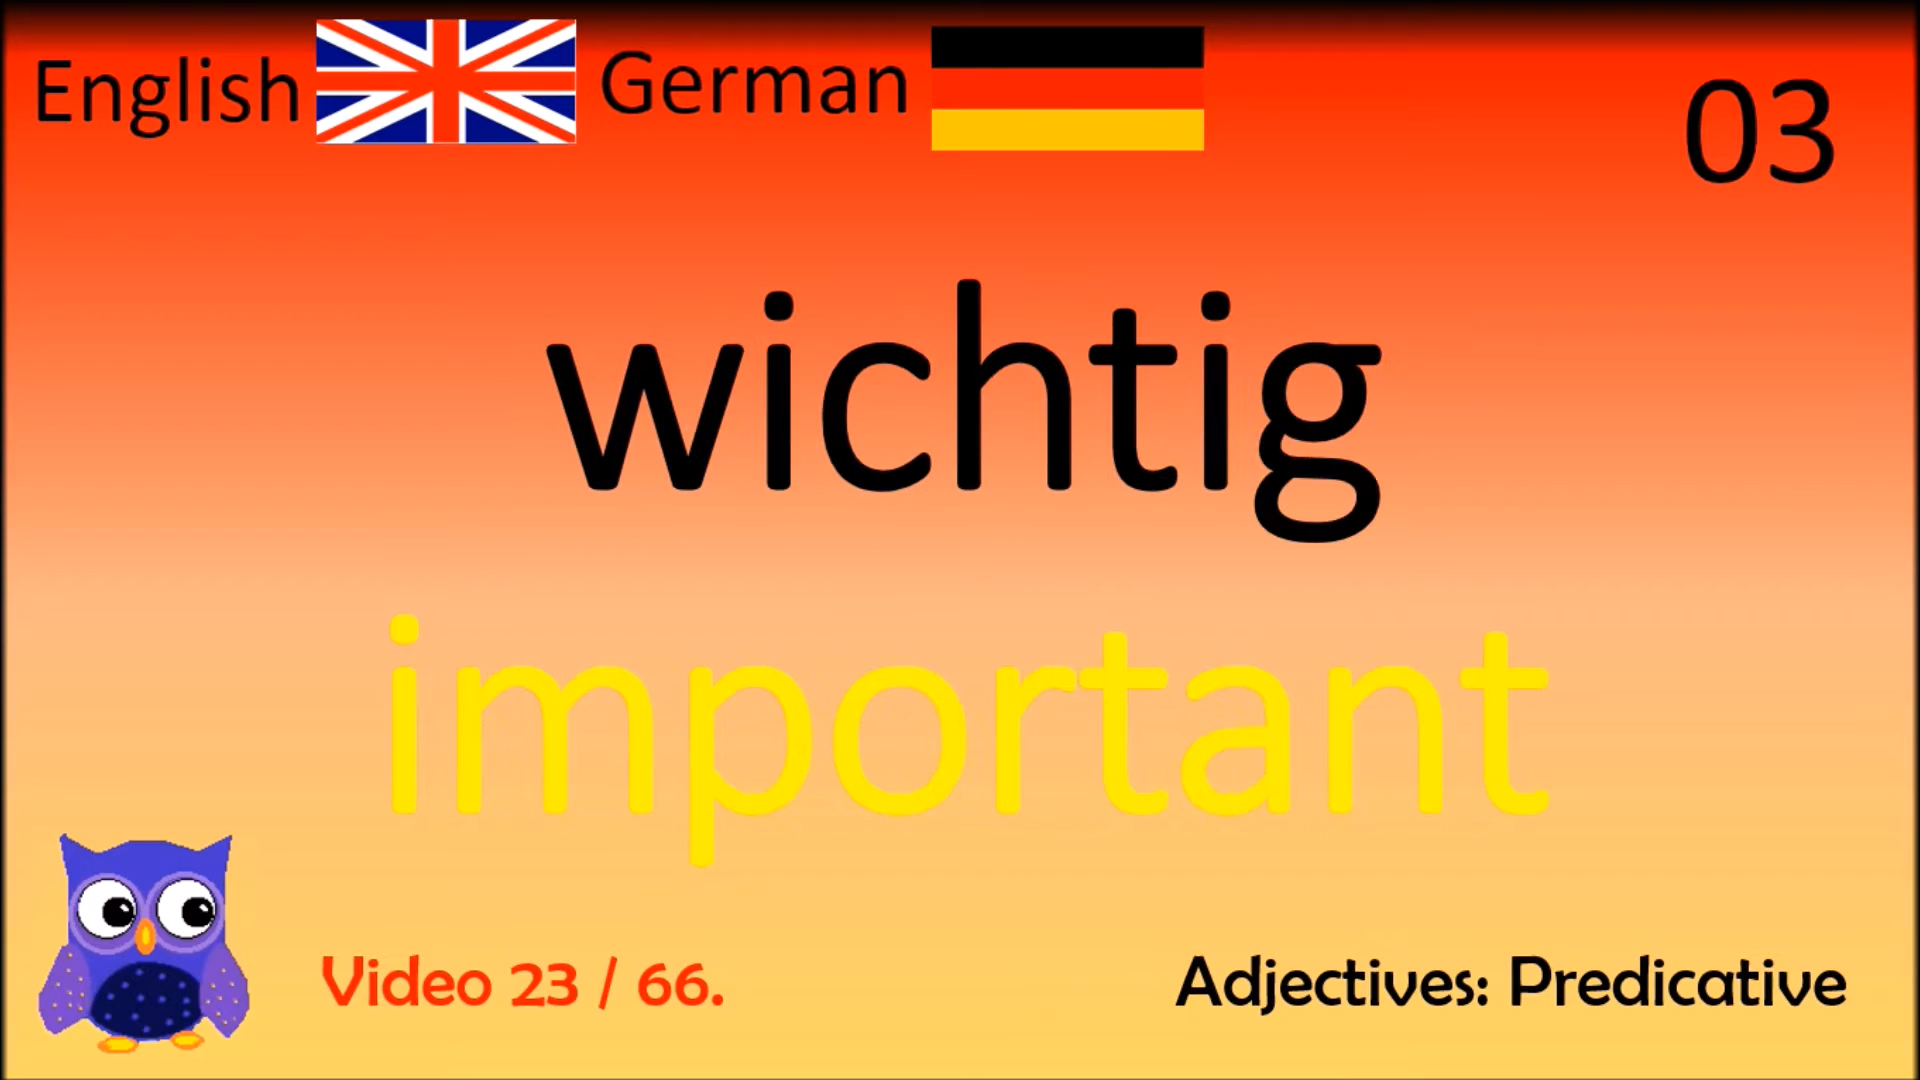 English German 03
wichtig
important
Video 23 / 66. Adjectives: Predicative